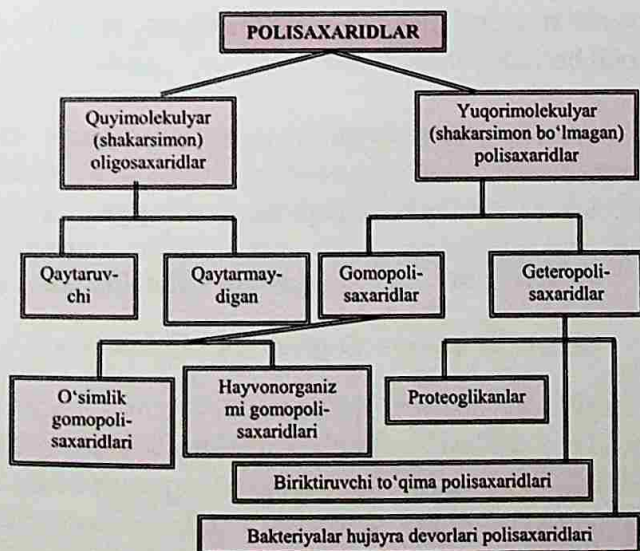 POLISAXARIDLAR
Quyimolekulyar
(shakarsimon)
oligosaxaridlar
Yuqorimolekulyar
(shakarsimon bo‘lmagan)
polisaxaridlar
Qaytaruv-
chi
Qaytarmay-
digan
Gomopoli-
saxaridlar
Geteropoli-
saxaridlar
O‘simlik
gomopoli-
saxaridlari
Hayvonorganiz
mi gomopoli-
saxaridlari
Proteoglikanlar
Biriktiruvchi to‘qima polisaxaridlari
Bakteriyalar hujayra devorlari polisaxaridlari